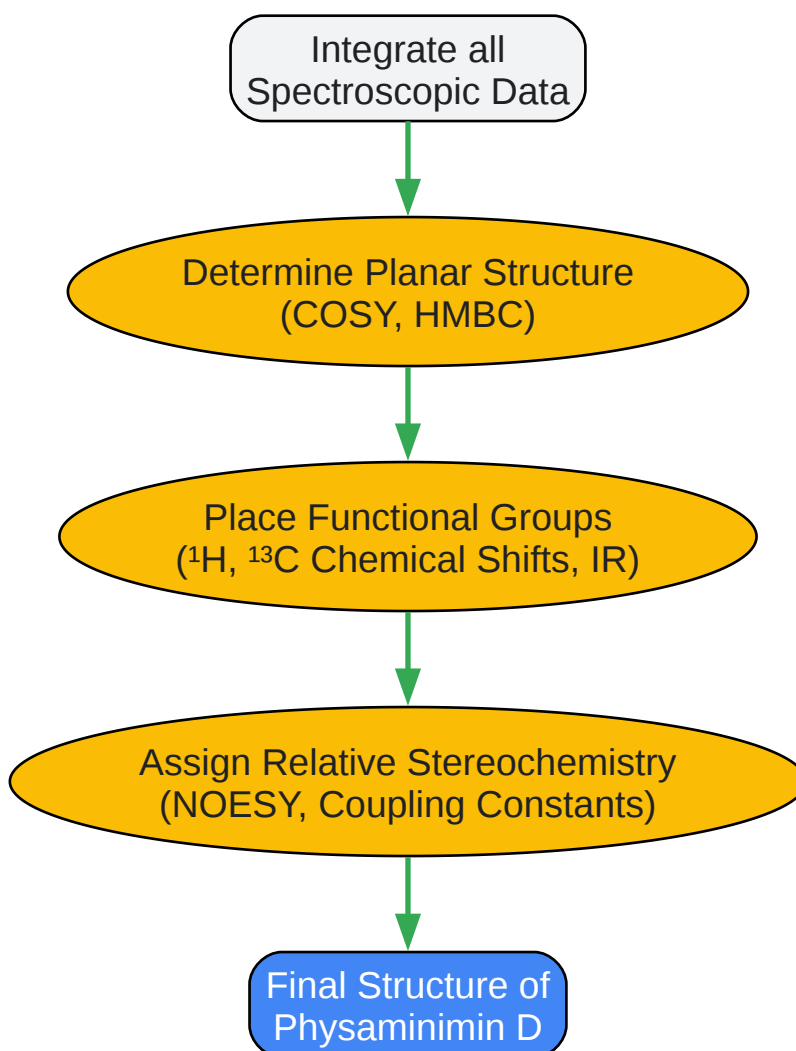 Integrate all
Spectroscopic Data
Determine Planar Structure
(COSY, HMBC)
Place Functional Groups
(¹H, ¹³C Chemical Shifts, IR)
Assign Relative Stereochemistry
(NOESY, Coupling Constants)
Final Structure of
Physaminimin D